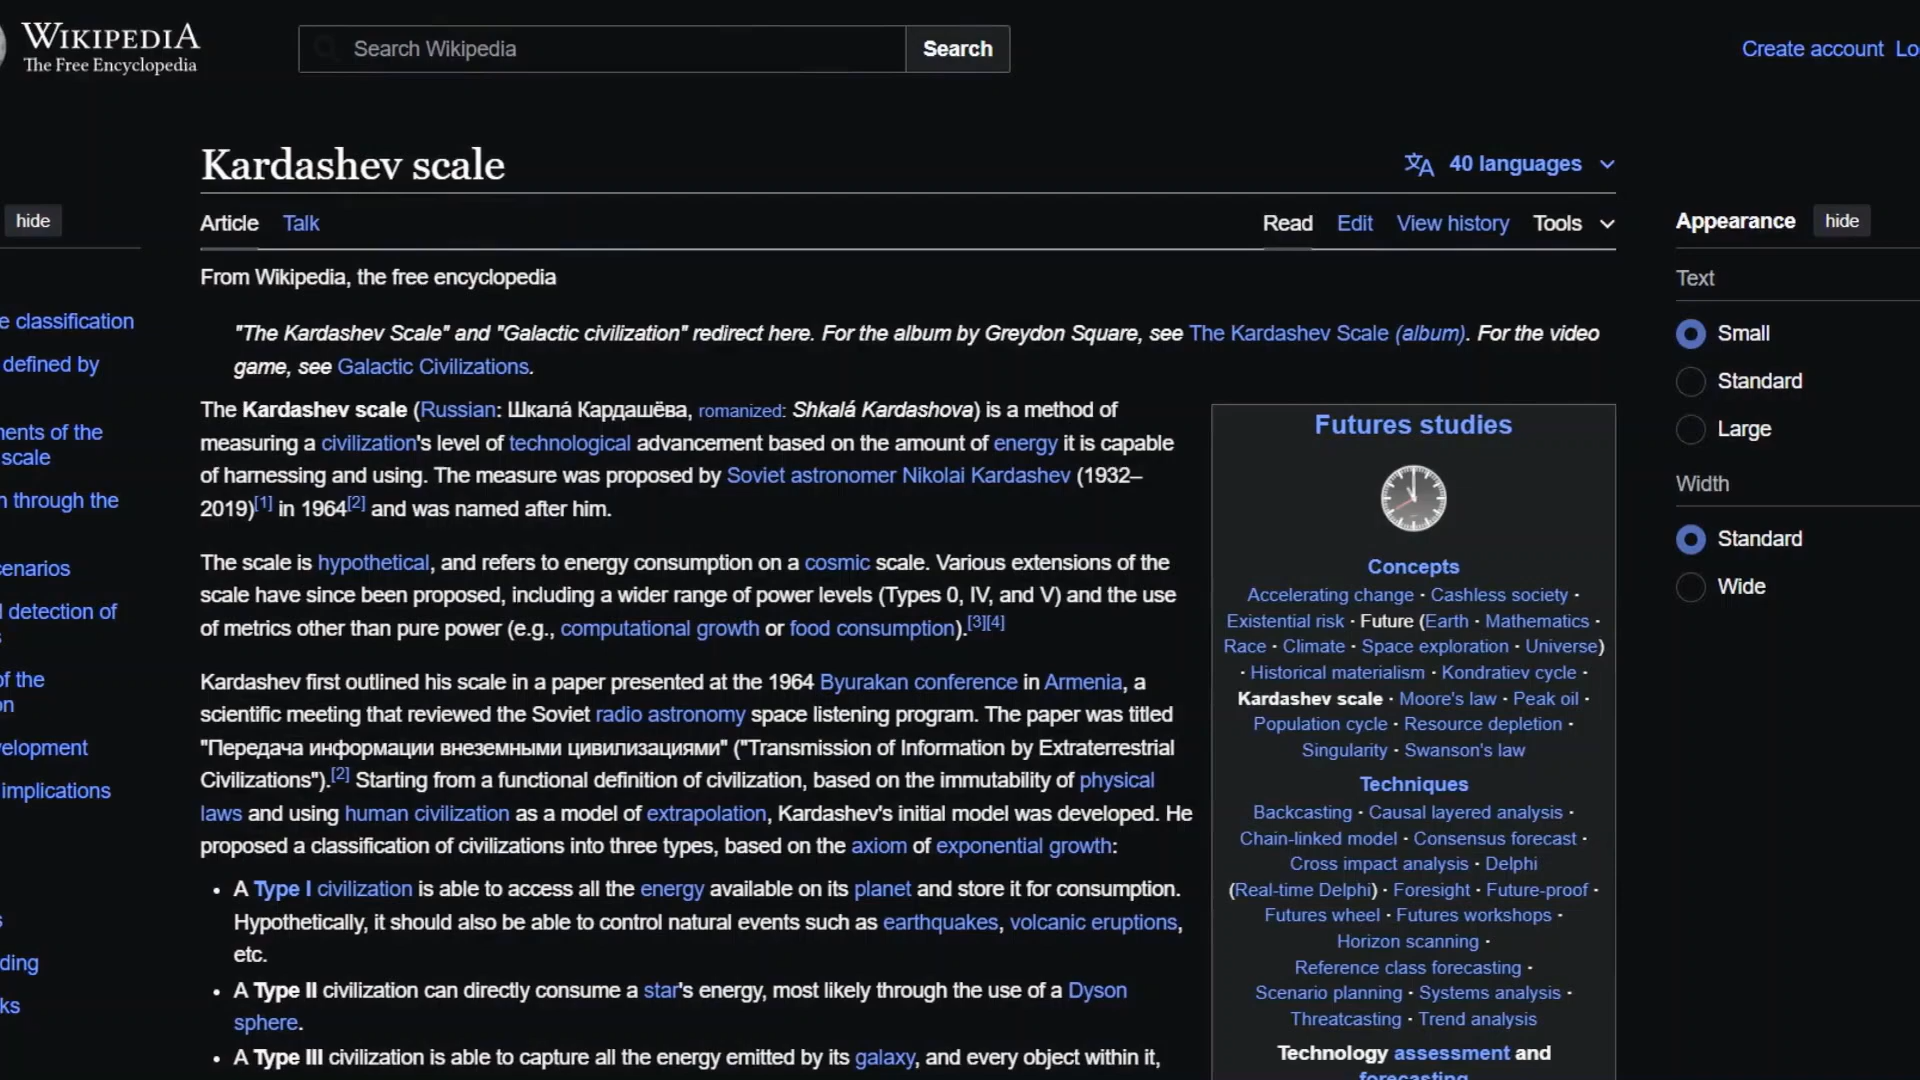 WIKIPEDIA
The Free Encyclopedia
Search Wikipedia
Search
Create account
Kardashev scale
40 languages
Article Talk
Read Edit View history Tools
From Wikipedia, the free encyclopedia
"The Kardashev Scale" and "Galactic civilization" redirect here. For the album by Greydon Square, see The Kardashev Scale (album). For the video
game, see Galactic Civilizations.
The Kardashev scale (Russian: Шкала́ Кардашёва, romanized: Shkalá Kardashova) is a method of
measuring a civilization's level of technological advancement based on the amount of energy it is capable
of harnessing and using. The measure was proposed by Soviet astronomer Nikolai Kardashev (1932–
2019)[1] in 1964[2] and was named after him.
The scale is hypothetical, and refers to energy consumption on a cosmic scale. Various extensions of the
scale have since been proposed, including a wider range of power levels (Types 0, IV, and V) and the use
of metrics other than pure power (e.g., computational growth or food consumption).[3][4]
Kardashev first outlined his scale in a paper presented at the 1964 Byurakan conference in Armenia, a
scientific meeting that reviewed the Soviet radio astronomy space listening program. The paper was titled
"Передача информации внеземными цивилизациями" ("Transmission of Information by Extraterrestrial
Civilizations").[2] Starting from a functional definition of civilization, based on the immutability of physical
laws and using human civilization as a model of extrapolation, Kardashev's initial model was developed. He
proposed a classification of civilizations into three types, based on the axiom of exponential growth:
• A Type I civilization is able to access all the energy available on its planet and store it for consumption.
Hypothetically, it should also be able to control natural events such as earthquakes, volcanic eruptions,
etc.
• A Type II civilization can directly consume a star's energy, most likely through the use of a Dyson
sphere.
• A Type III civilization is able to capture all the energy emitted by its galaxy, and every object within it,
hide
classification
defined by
of the
scale
through the
detection of
of the
implications
Futures studies
Concepts
Accelerating change · Cashless society ·
Existential risk · Future (Earth · Mathematics ·
Race · Climate · Space exploration · Universe)
· Historical materialism · Kondratiev cycle ·
Kardashev scale · Moore's law · Peak oil ·
Population cycle · Resource depletion ·
Singularity · Swanson's law
Techniques
Backcasting · Causal layered analysis ·
Chain-linked model · Consensus forecast ·
Cross impact analysis · Delphi
(Real-time Delphi) · Foresight · Future-proof ·
Futures wheel · Futures workshops ·
Horizon scanning ·
Reference class forecasting ·
Scenario planning · Systems analysis ·
Threatcasting · Trend analysis
Technology assessment and
forecasting
Appearance hide
Text
Small
Standard
Large
Width
Standard
Wide